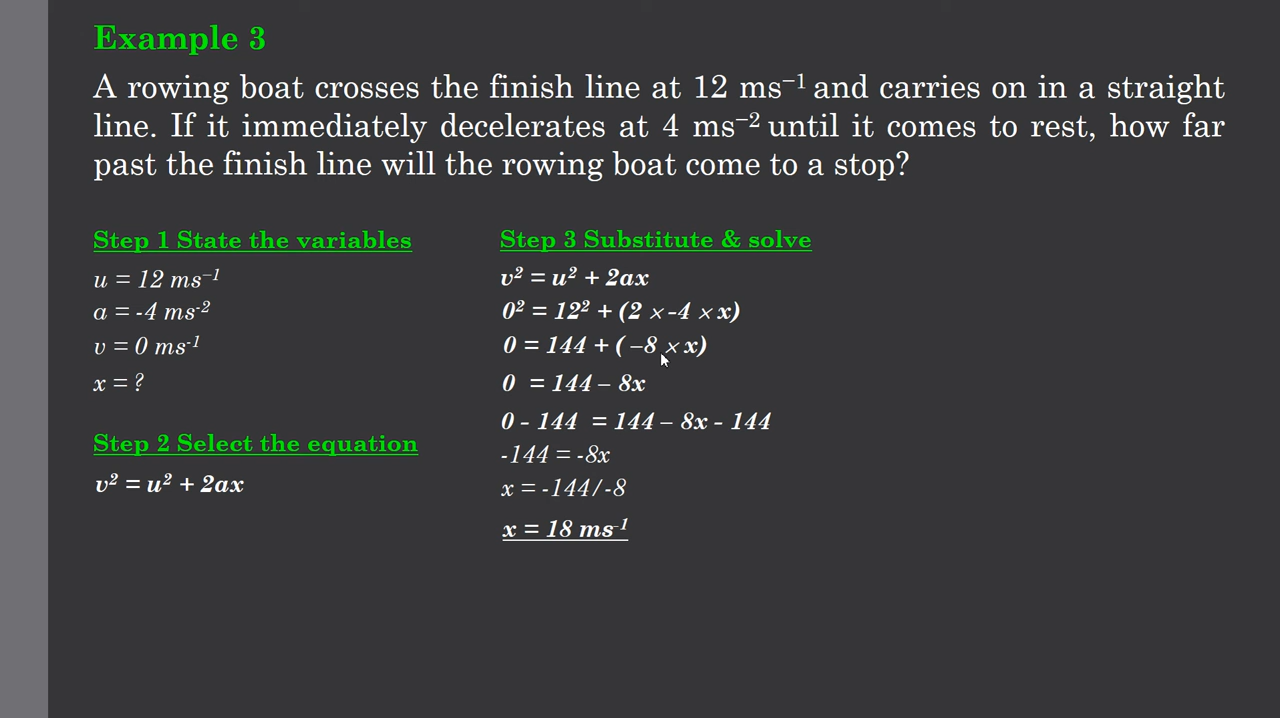 Example 3
A rowing boat crosses the finish line at 12 ms⁻¹ and carries on in a straight
line. If it immediately decelerates at 4 ms⁻² until it comes to rest, how far
past the finish line will the rowing boat come to a stop?
Step 1 State the variables
u = 12 ms⁻¹
a = -4 ms⁻²
v = 0 ms⁻¹
x = ?
Step 2 Select the equation
v² = u² + 2ax
Step 3 Substitute & solve
v² = u² + 2ax
0² = 12² + (2 × -4 × x)
0 = 144 + ( –8 × x)
0 = 144 – 8x
0 - 144 = 144 – 8x - 144
-144 = -8x
x = -144/-8
x = 18 ms⁻¹